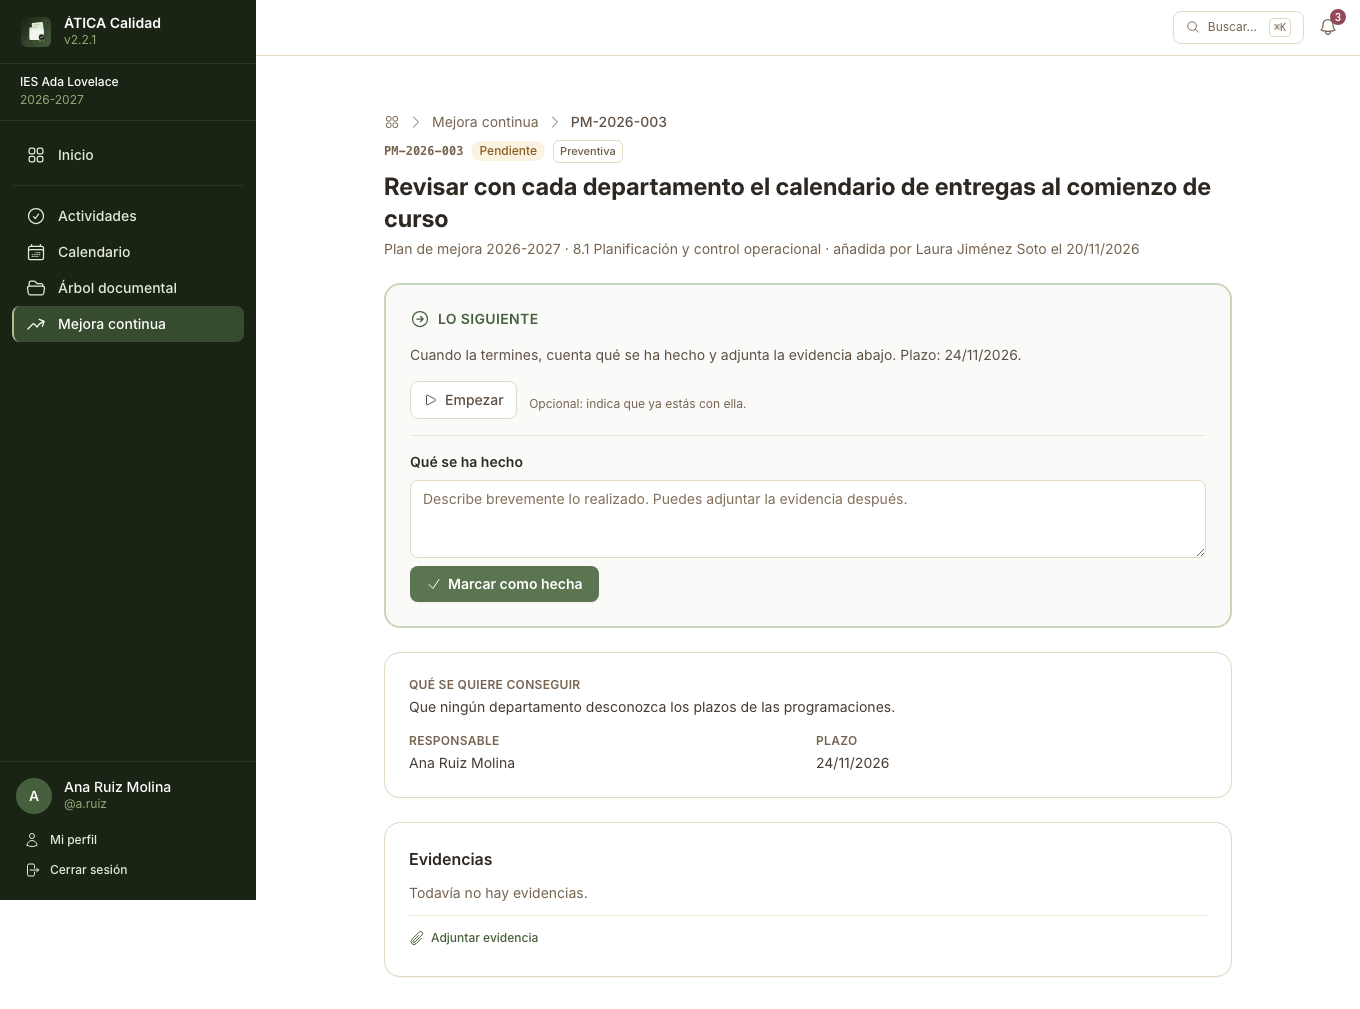 ÁTICA Calidad
v2.2.1
IES Ada Lovelace
2026-2027
Inicio
Actividades
Calendario
Árbol documental
Mejora continua
Ana Ruiz Molina
A
@a.ruiz
Mi perfil
Cerrar sesión
Buscar... ⌘K
3
Mejora continua > PM-2026-003
PM-2026-003 Pendiente Preventiva
Revisar con cada departamento el calendario de entregas al comienzo de
curso
Plan de mejora 2026-2027 · 8.1 Planificación y control operacional · añadida por Laura Jiménez Soto el 20/11/2026
LO SIGUIENTE
Cuando la termines, cuenta qué se ha hecho y adjunta la evidencia abajo. Plazo: 24/11/2026.
Empezar Opcional: indica que ya estás con ella.
Qué se ha hecho
Describe brevemente lo realizado. Puedes adjuntar la evidencia después.
Marcar como hecha
QUÉ SE QUIERE CONSEGUIR
Que ningún departamento desconozca los plazos de las programaciones.
RESPONSABLE PLAZO
Ana Ruiz Molina 24/11/2026
Evidencias
Todavía no hay evidencias.
Adjuntar evidencia